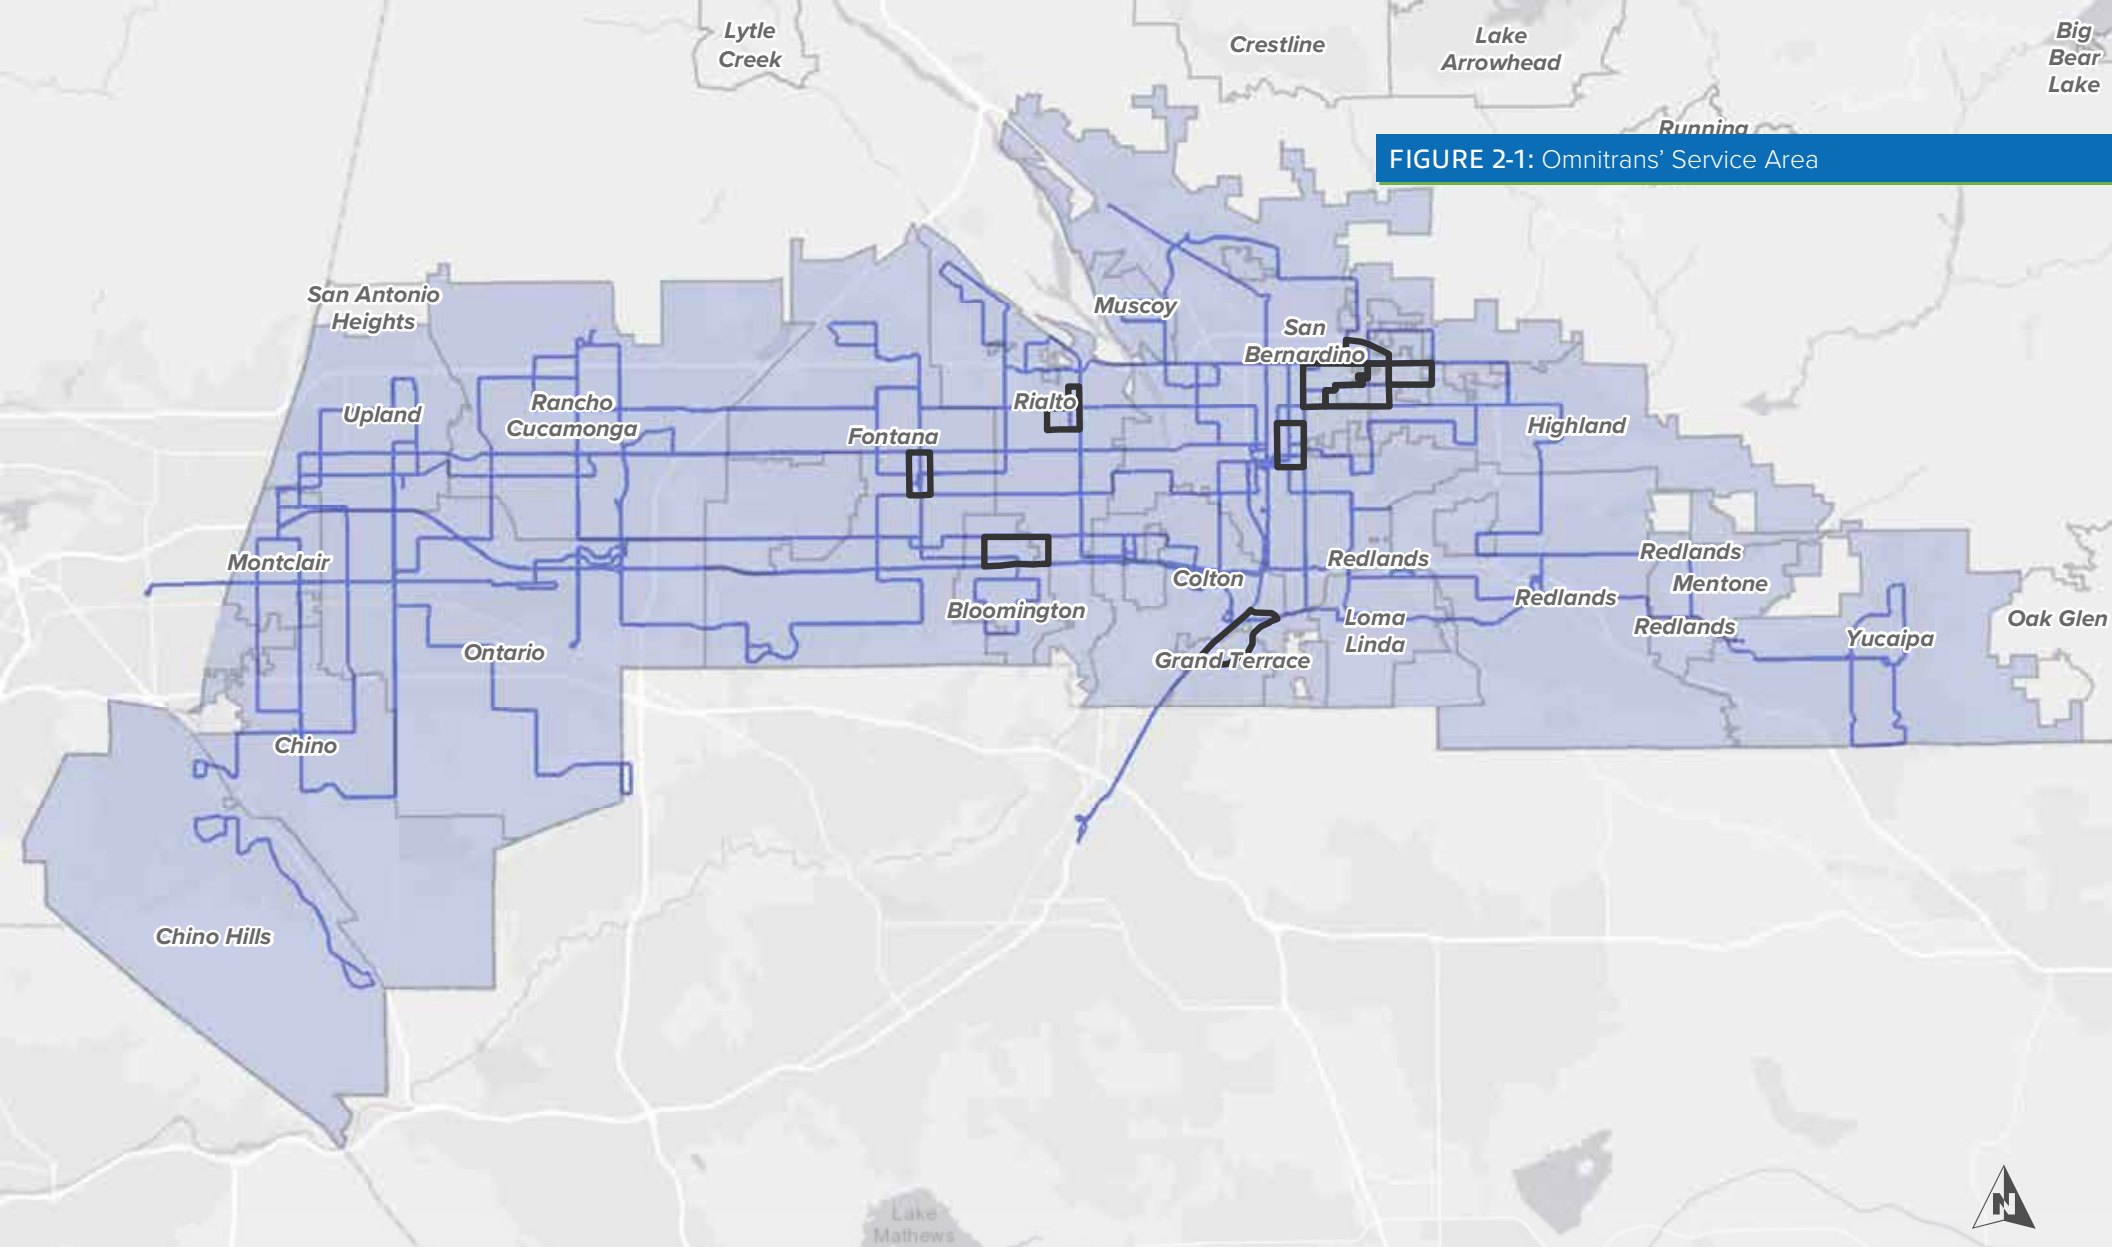 Lytle
Creek
Crestline
Lake
Arrowhead
Big
Bear
Lake
Running
FIGURE 2-1: Omnitrans’ Service Area
San Antonio
Heights
Muscoy
San
Bernardino
Upland
Rancho
Cucamonga
Rialto
Fontana
Highland
Montclair
Colton
Redlands
Redlands
Mentone
Bloomington
Redlands
Loma
Linda
Redlands
Oak Glen
Yucaipa
Ontario
Grand Terrace
Chino
Chino Hills
Lake
Mathews
N